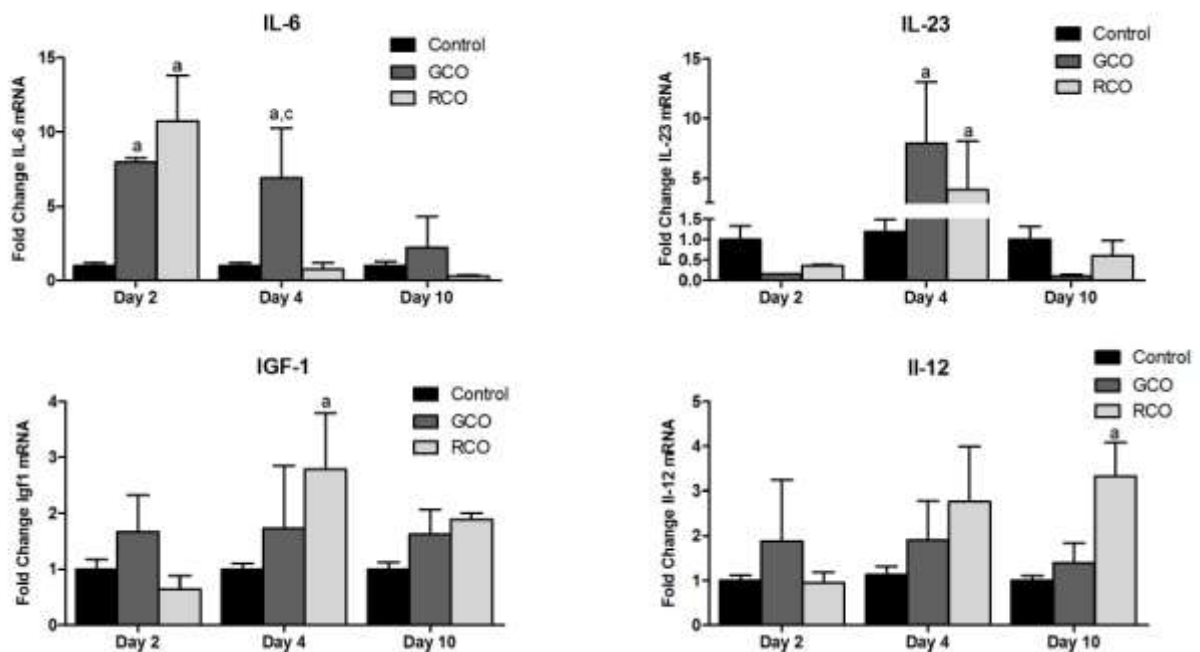 IL-6
Control
GCO
RCO
Fold Change IL-6 mRNA
15
10
5
0
a
a
a,c
Day 2
Day 4
Day 10
IL-23
Control
GCO
RCO
Fold Change IL-23 mRNA
15
10
5
1.5
1.0
0.5
0.0
a
a
Day 2
Day 4
Day 10
IGF-1
Control
GCO
RCO
Fold Change Igf1 mRNA
4
3
2
1
0
a
Day 2
Day 4
Day 10
Il-12
Control
GCO
RCO
Fold Change Il-12 mRNA
5
4
3
2
1
0
a
Day 2
Day 4
Day 10